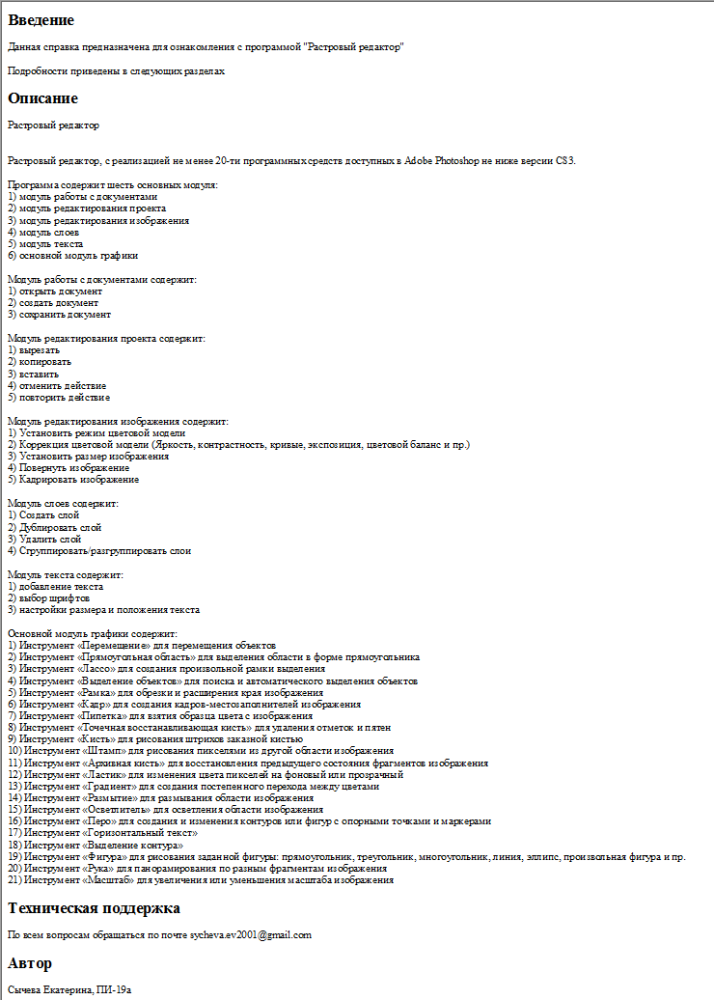 Введение
Данная справка предназначена для ознакомления с программой "Растровый редактор"
Подробности приведены в следующих разделах
Описание
Растровый редактор
Растровый редактор, с реализацией не менее 20-ти программных средств доступных в Adobe Photoshop не ниже версии CS3.
Программа содержит шесть основных модуля:
1) модуль работы с документами
2) модуль редактирования проекта
3) модуль редактирования изображения
4) модуль слоев
5) модуль текста
6) основной модуль графики
Модуль работы с документами содержит:
1) открыть документ
2) создать документ
3) сохранить документ
Модуль редактирования проекта содержит:
1) вырезать
2) копировать
3) вставить
4) отменить действие
5) повторить действие
Модуль редактирования изображения содержит:
1) Установить режим цветовой модели
2) Коррекция цветовой модели (Яркость, контрастность, кривые, экспозиция, цветовой баланс и пр.)
3) Установить размер изображения
4) Повернуть изображение
5) Кадрировать изображение
Модуль слоев содержит:
1) Создать слой
2) Дублировать слой
3) Удалить слой
4) Сгруппировать/разгруппировать слои
Модуль текста содержит:
1) добавление текста
2) выбор шрифтов
3) настройки размера и положения текста
Основной модуль графики содержит:
1) Инструмент «Перемещение» для перемещения объектов
2) Инструмент «Прямоугольная область» для выделения области в форме прямоугольника
3) Инструмент «Лассо» для создания произвольной рамки выделения
4) Инструмент «Выделение объектов» для поиска и автоматического выделения объектов
5) Инструмент «Рамка» для обрезки и расширения края изображения
6) Инструмент «Кадр» для создания кадров-местозаполнителей изображения
7) Инструмент «Пипетка» для взятия образца цвета с изображения
8) Инструмент «Точечная восстанавливающая кисть» для удаления отметок и пятен
9) Инструмент «Кисть» для рисования штрихов заказной кистью
10) Инструмент «Штамп» для рисования пикселями из другой области изображения
11) Инструмент «Архивная кисть» для восстановления предыдущего состояния фрагментов изображения
12) Инструмент «Ластик» для изменения цвета пикселей на фоновый или прозрачный
13) Инструмент «Градиент» для создания постепенного перехода между цветами
14) Инструмент «Размытие» для размывания области изображения
15) Инструмент «Осветлитель» для осветления области изображения
16) Инструмент «Перо» для создания и изменения контуров или фигур с опорными точками и маркерами
17) Инструмент «Горизонтальный текст»
18) Инструмент «Выделение контура»
19) Инструмент «Фигура» для рисования заданной фигуры: прямоугольник, треугольник, многоугольник, линия, эллипс, произвольная фигура и пр.
20) Инструмент «Рука» для панорамирования по разным фрагментам изображения
21) Инструмент «Масштаб» для увеличения или уменьшения масштаба изображения
Техническая поддержка
По всем вопросам обращаться по почте sycheva.ev2001@gmail.com
Автор
Сычева Екатерина, ПИ-19а